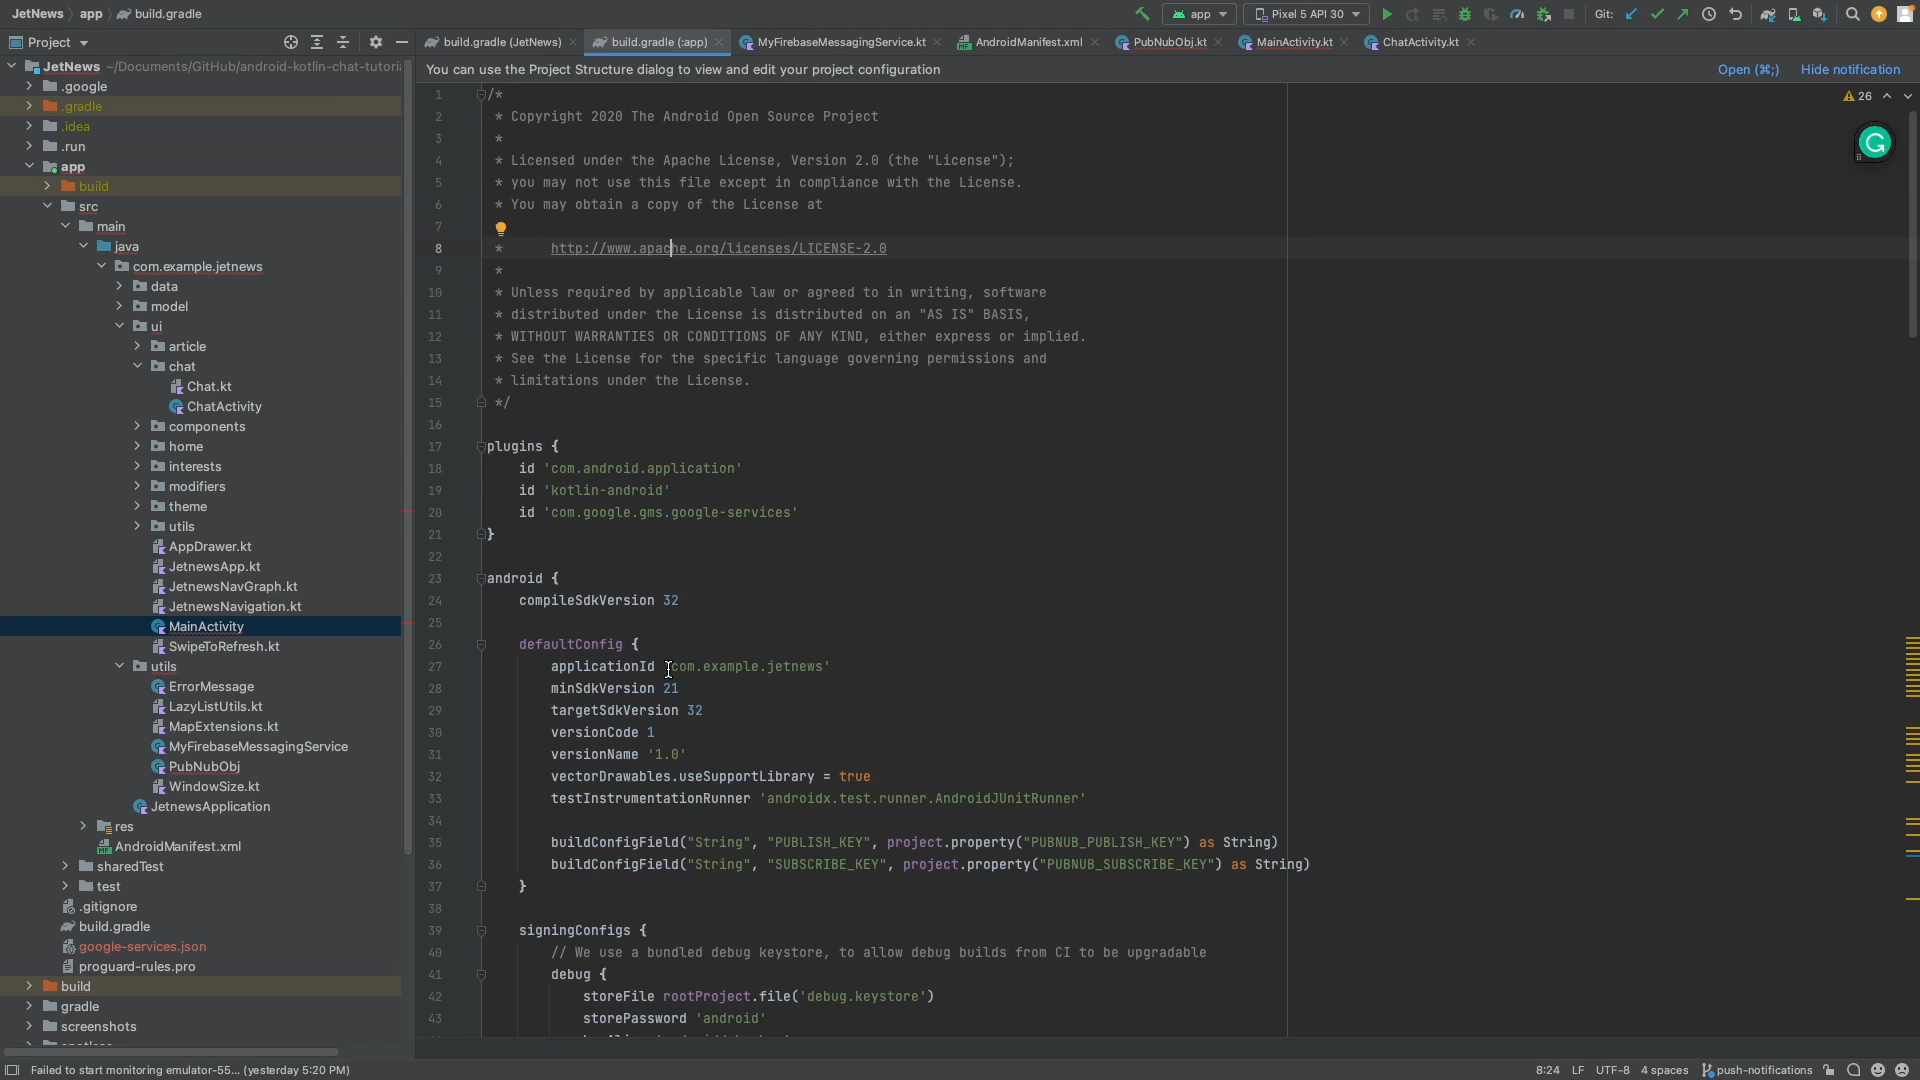 JetNews app build.gradle
app
Pixel 5 API 30
Git:
Project
build.gradle (JetNews)
build.gradle (:app)
MyFirebaseMessagingService.kt
AndroidManifest.xml
PubNubObj.kt
MainActivity.kt
ChatActivity.kt
JetNews ~/Documents/GitHub/android-kotlin-chat-tutori
.google
.gradle
.idea
.run
app
build
src
main
java
com.example.jetnews
data
model
ui
article
chat
Chat.kt
ChatActivity
components
home
interests
modifiers
theme
utils
AppDrawer.kt
JetnewsApp.kt
JetnewsNavGraph.kt
JetnewsNavigation.kt
MainActivity
SwipeToRefresh.kt
utils
ErrorMessage
LazyListUtils.kt
MapExtensions.kt
MyFirebaseMessagingService
PubNubObj
WindowSize.kt
JetnewsApplication
res
AndroidManifest.xml
sharedTest
test
.gitignore
build.gradle
google-services.json
proguard-rules.pro
build
gradle
screenshots
You can use the Project Structure dialog to view and edit your project configuration
Open (⌘;)
Hide notification
26
1 /*
2 * Copyright 2020 The Android Open Source Project
3 *
4 * Licensed under the Apache License, Version 2.0 (the "License");
5 * you may not use this file except in compliance with the License.
6 * You may obtain a copy of the License at
7
8 * http://www.apache.org/licenses/LICENSE-2.0
9 *
10 * Unless required by applicable law or agreed to in writing, software
11 * distributed under the License is distributed on an "AS IS" BASIS,
12 * WITHOUT WARRANTIES OR CONDITIONS OF ANY KIND, either express or implied.
13 * See the License for the specific language governing permissions and
14 * limitations under the License.
15 */
16
17 plugins {
18 id 'com.android.application'
19 id 'kotlin-android'
20 id 'com.google.gms.google-services'
21 }
22
23 android {
24 compileSdkVersion 32
25
26 defaultConfig {
27 applicationId 'com.example.jetnews'
28 minSdkVersion 21
29 targetSdkVersion 32
30 versionCode 1
31 versionName '1.0'
32 vectorDrawables.useSupportLibrary = true
33 testInstrumentationRunner 'androidx.test.runner.AndroidJUnitRunner'
34
35 buildConfigField("String", "PUBLISH_KEY", project.property("PUBNUB_PUBLISH_KEY") as String)
36 buildConfigField("String", "SUBSCRIBE_KEY", project.property("PUBNUB_SUBSCRIBE_KEY") as String)
37 }
38
39 signingConfigs {
40 // We use a bundled debug keystore, to allow debug builds from CI to be upgradable
41 debug {
42 storeFile rootProject.file('debug.keystore')
43 storePassword 'android'
Failed to start monitoring emulator-55... (yesterday 5:20 PM)
8:24 LF UTF-8 4 spaces push-notifications